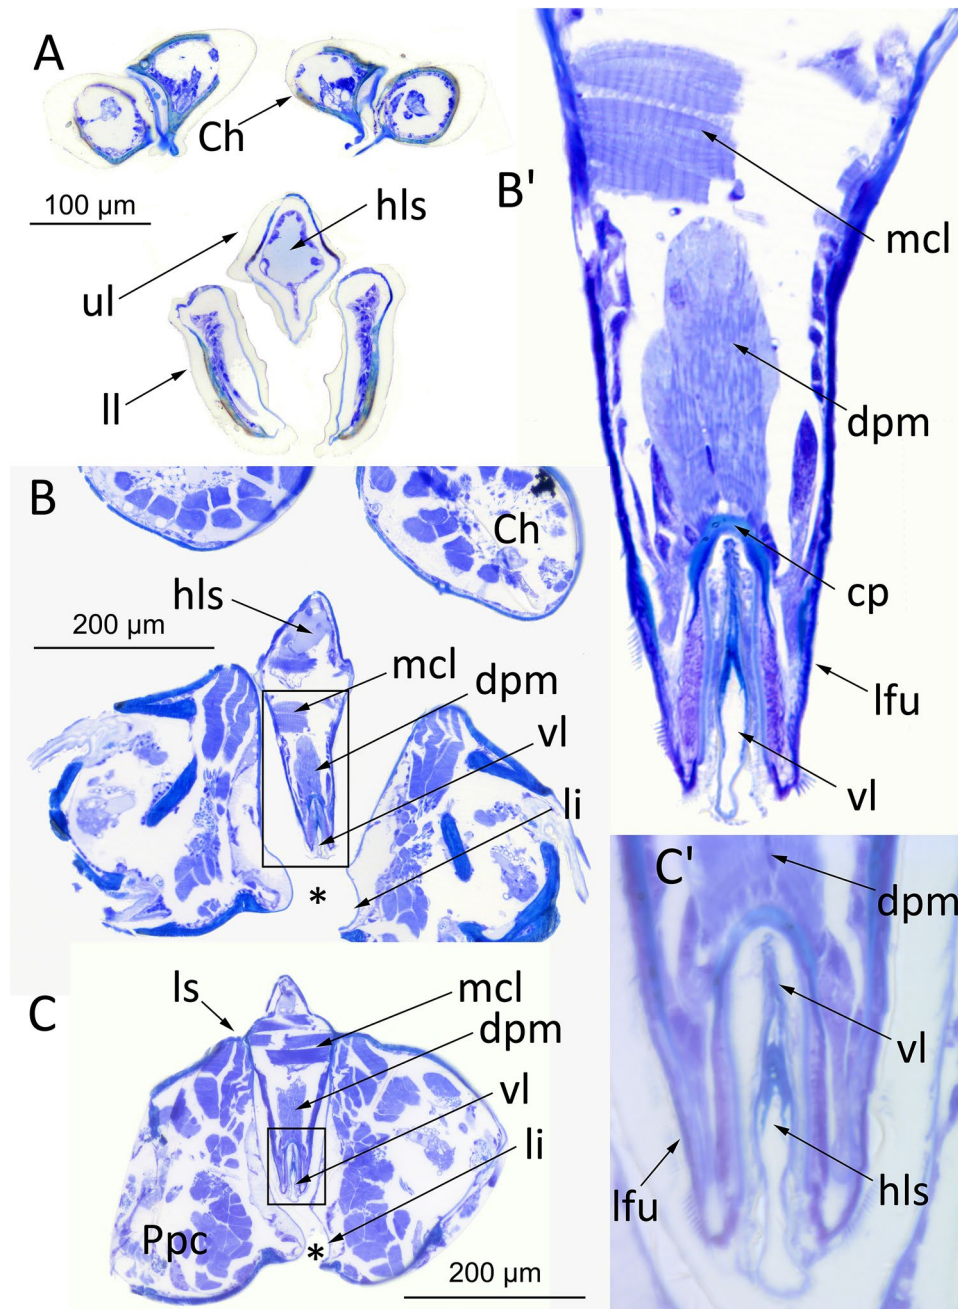 A
Ch
100 µm
hls
ul
ll
B'
mcl
dpm
cp
lfu
vl
B
Ch
hls
200 µm
mcl
dpm
vl
li
*
C'
dpm
vl
lfu
hls
C
ls
mcl
dpm
vl
li
Ppc
*
200 µm